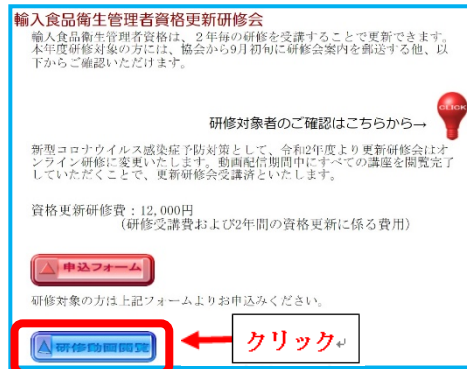 輸入食品衛生管理者資格更新研修会
輸入食品衛生管理者資格は、2年毎の研修を受講することで更新できます。
本年度研修対象の方には、協会から9月初旬に研修会案内を郵送する他、以
下からご確認いただけます。
CLICK
研修対象者のご確認はこちらから→
新型コロナウイルス感染症予防対策として、令和2年度より更新研修会はオ
ンライン研修に変更いたします。動画配信期間中にすべての講座を閲覧完了
していただくことで、更新研修会受講済といたします。
資格更新研修費：12,000円
(研修受講費および2年間の資格更新に係る費用)
申込フォーム
研修対象の方は上記フォームよりお申込みください。
研修動画閲覧
クリック↵